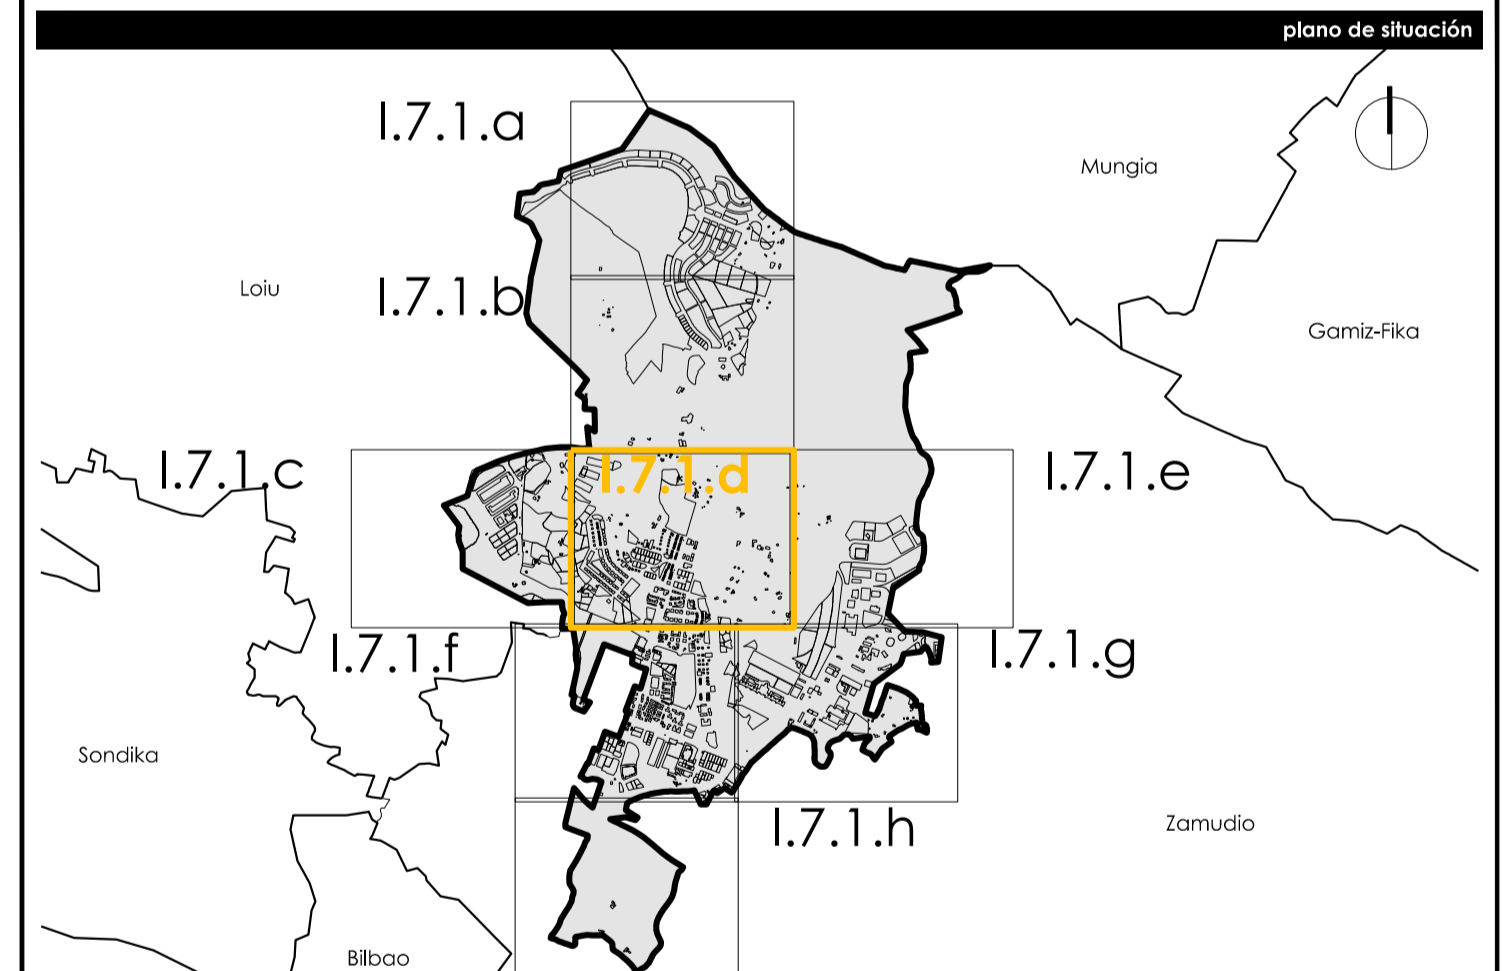 plano de situación
I.7.1.a
Mungia
Loiu
I.7.1.b
Gamiz-Fika
I.7.1.c
I.7.1.d
I.7.1.e
I.7.1.f
I.7.1.g
Sondika
I.7.1.h
Zamudio
Bilbao